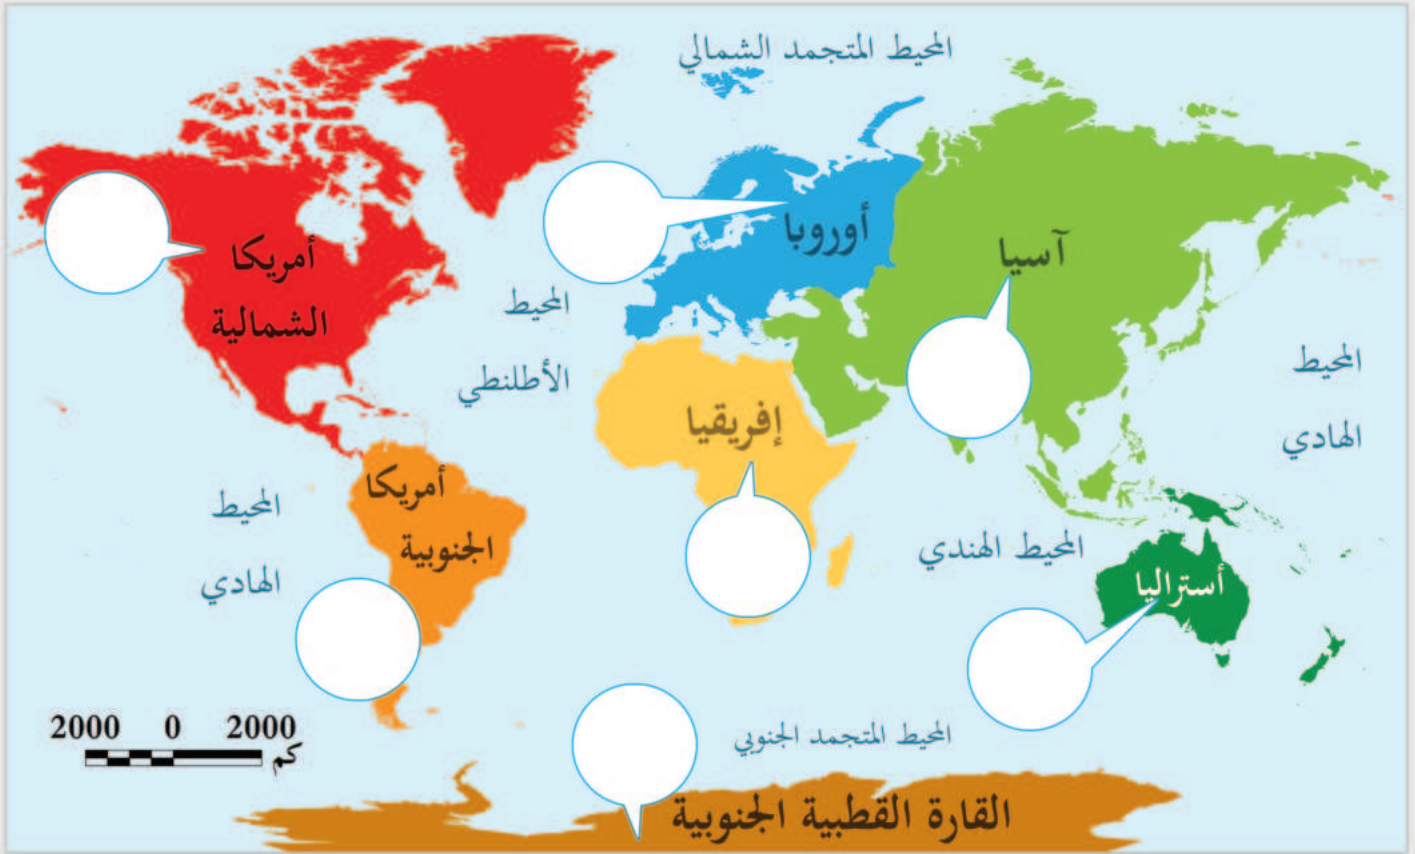 المحيط المتجمد الشمالي
أوروبا
آسيا
أمريكا
الشمالية
المحيط
الأطلنطي
المحيط
الهادي
إفريقيا
أمريكا
الجنوبية
المحيط
الهادي
المحيط الهندي
أستراليا
المحيط المتجمد الجنوبي
2000 0 2000
كم
القارة القطبية الجنوبية